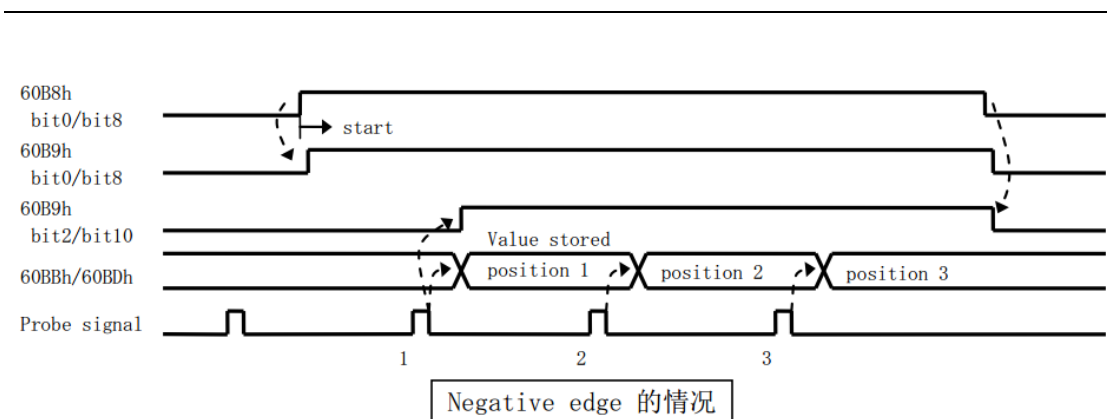 60B8h
bit0/bit8
start
60B9h
bit0/bit8
60B9h
bit2/bit10
Value stored
60BBh/60BDh
position 1
position 2
position 3
Probe signal
1
2
3
Negative edge 的情况